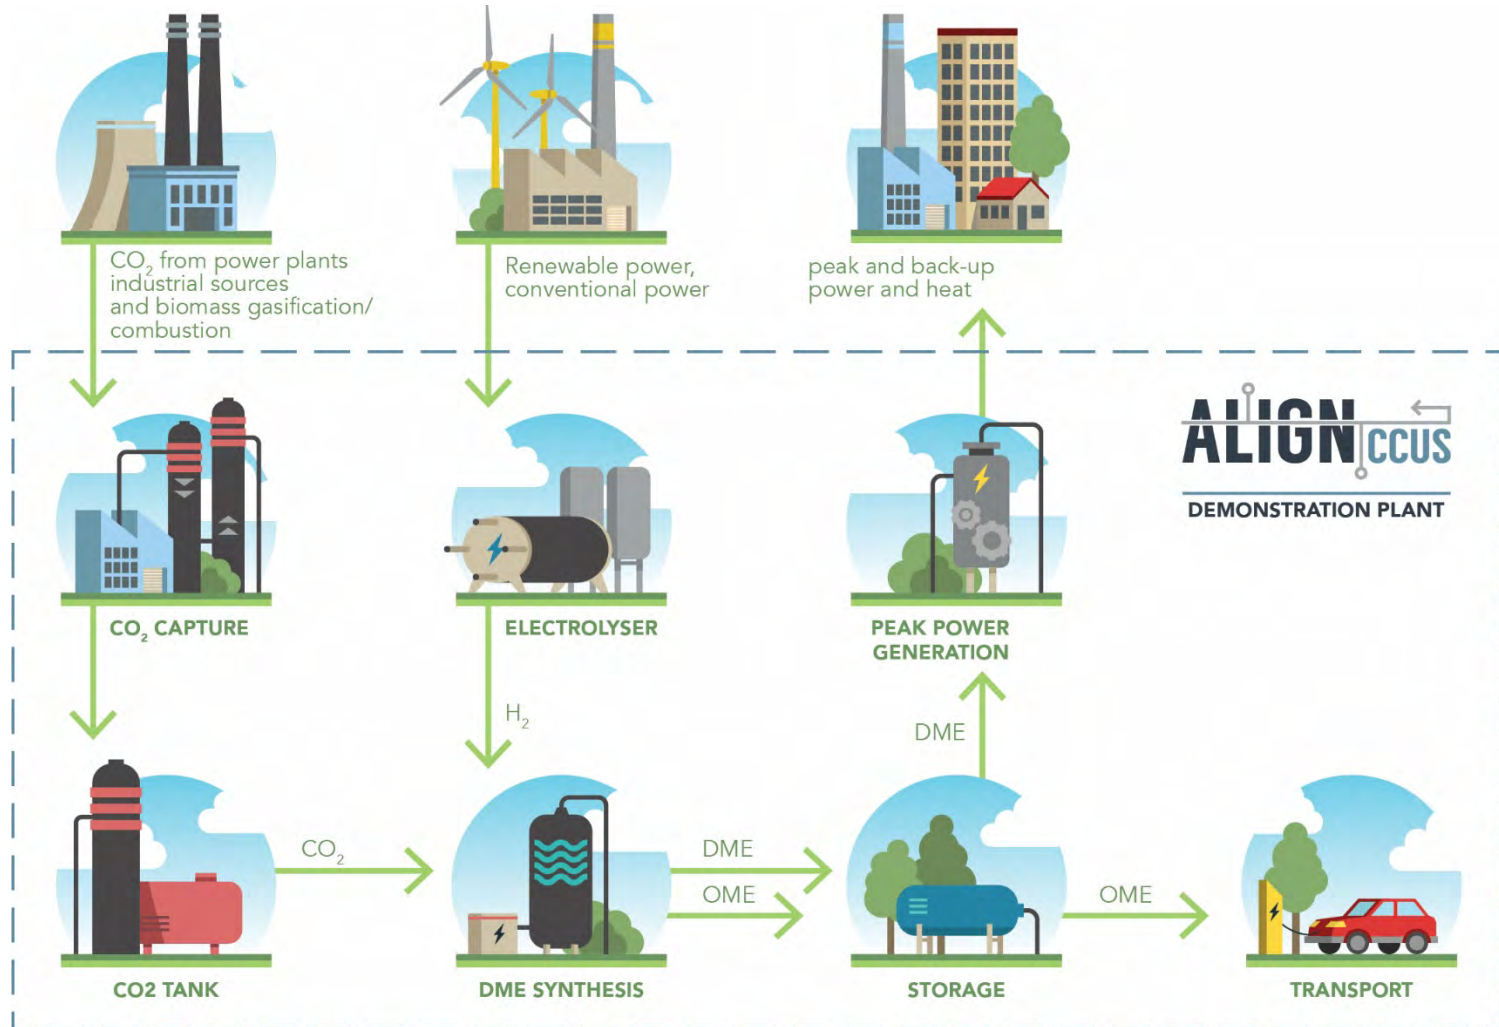 CO₂ from power plants
industrial sources
and biomass gasification/
combustion
Renewable power,
conventional power
peak and back-up
power and heat
ALIGN CCUS
DEMONSTRATION PLANT
CO₂ CAPTURE
ELECTROLYSER
PEAK POWER
GENERATION
H₂
DME
CO₂
DME
OME
OME
CO2 TANK
DME SYNTHESIS
STORAGE
TRANSPORT